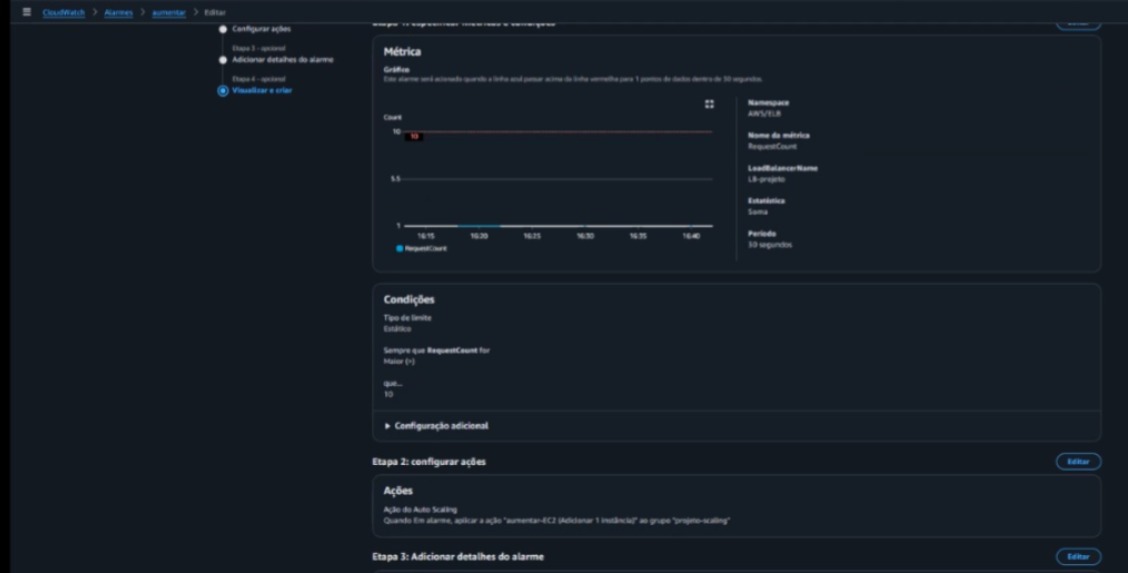 CloudWatch > Alarmes > aumentar > Editar
Configurar ações
Etapa 3 - opcional
Adicionar detalhes do alarme
Etapa 4 - opcional
Visualizar e criar
Etapa 1: especificar métricas e condições
Editar
Métrica
Gráfico
Este alarme será acionado quando a linha azul passar acima da linha vermelha para 1 pontos de dados dentro de 30 segundos.
Count
10
10
5.5
1
16:15 16:20 16:25 16:30 16:35 16:40
RequestCount
Namespace
AWS/ELB
Nome da métrica
RequestCount
LoadBalancerName
LB-projeto
Estatística
Soma
Período
30 segundos
Condições
Tipo de limite
Estático
Sempre que RequestCount for
Maior (>)
que...
10
Configuração adicional
Etapa 2: configurar ações
Editar
Ações
Ação do Auto Scaling
Quando Em alarme, aplicar a ação "aumentar-EC2 (Adicionar 1 instância)" ao grupo "projeto-scaling"
Etapa 3: Adicionar detalhes do alarme
Editar